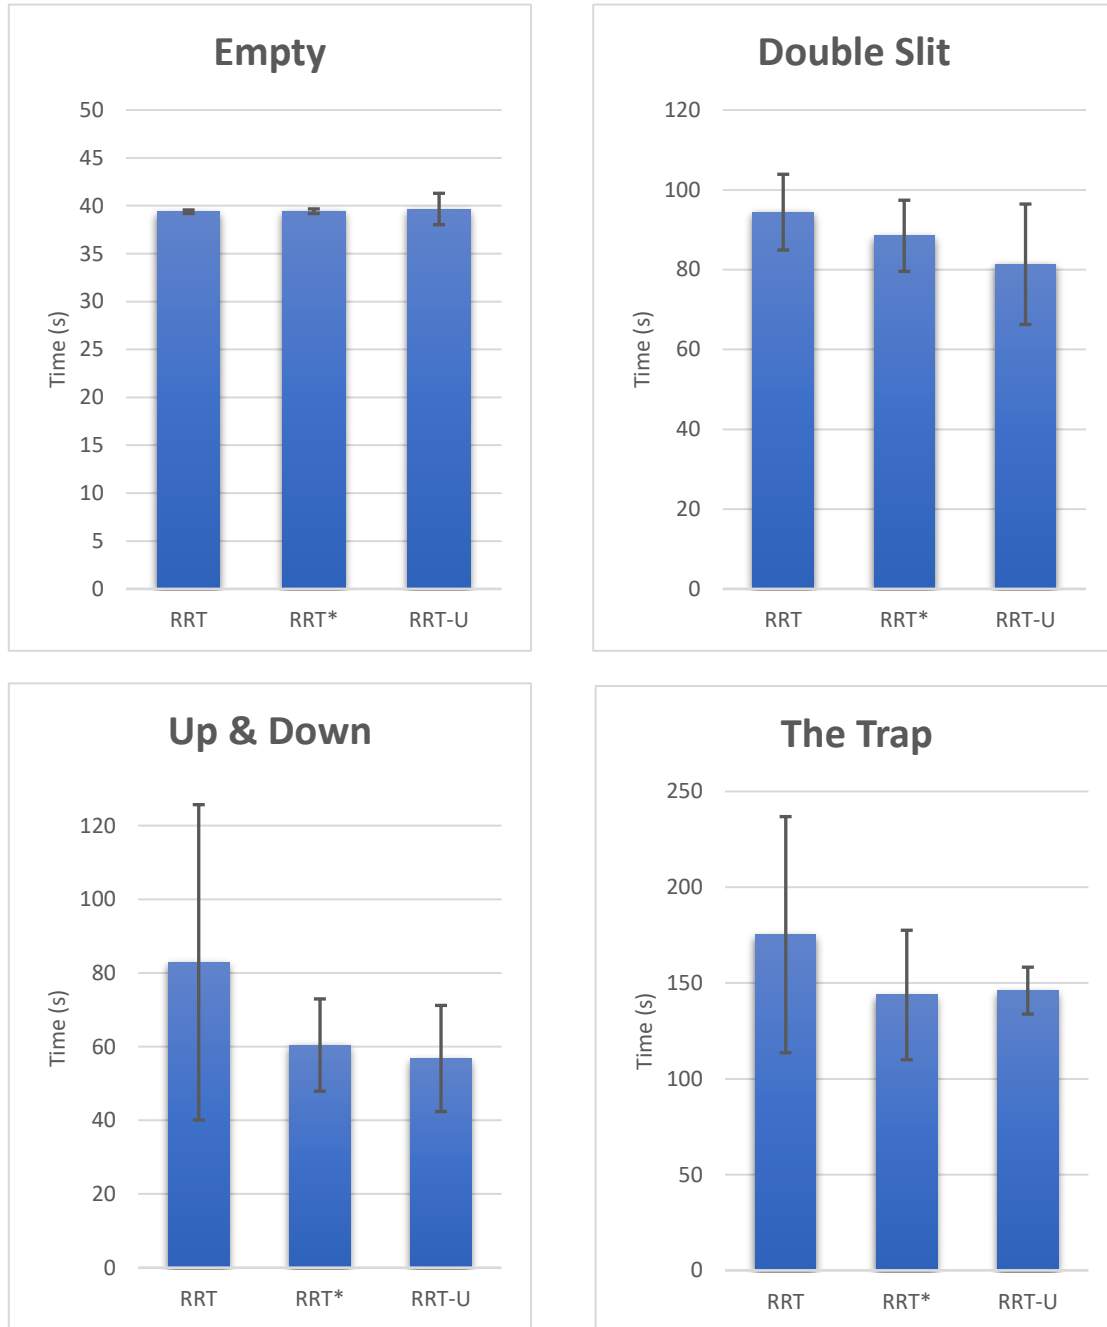 Empty
50
45
40
35
30
25
20
15
10
5
0
Time (s)
RRT RRT* RRT-U
Double Slit
120
100
80
60
40
20
0
Time (s)
RRT RRT* RRT-U
Up & Down
120
100
80
60
40
20
0
Time (s)
RRT RRT* RRT-U
The Trap
250
200
150
100
50
0
Time (s)
RRT RRT* RRT-U